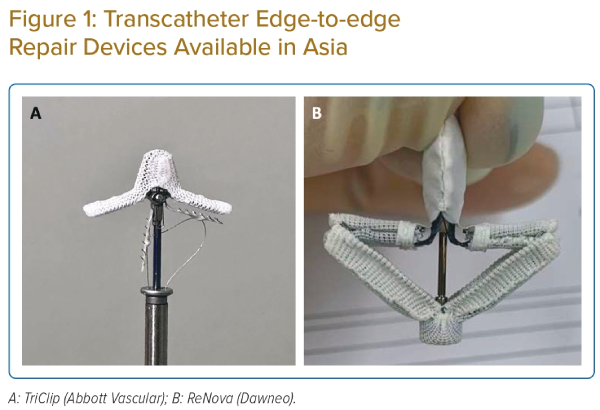 Figure 1: Transcatheter Edge-to-edge
Repair Devices Available in Asia
A
B
A: TriClip (Abbott Vascular); B: ReNova (Dawneo).